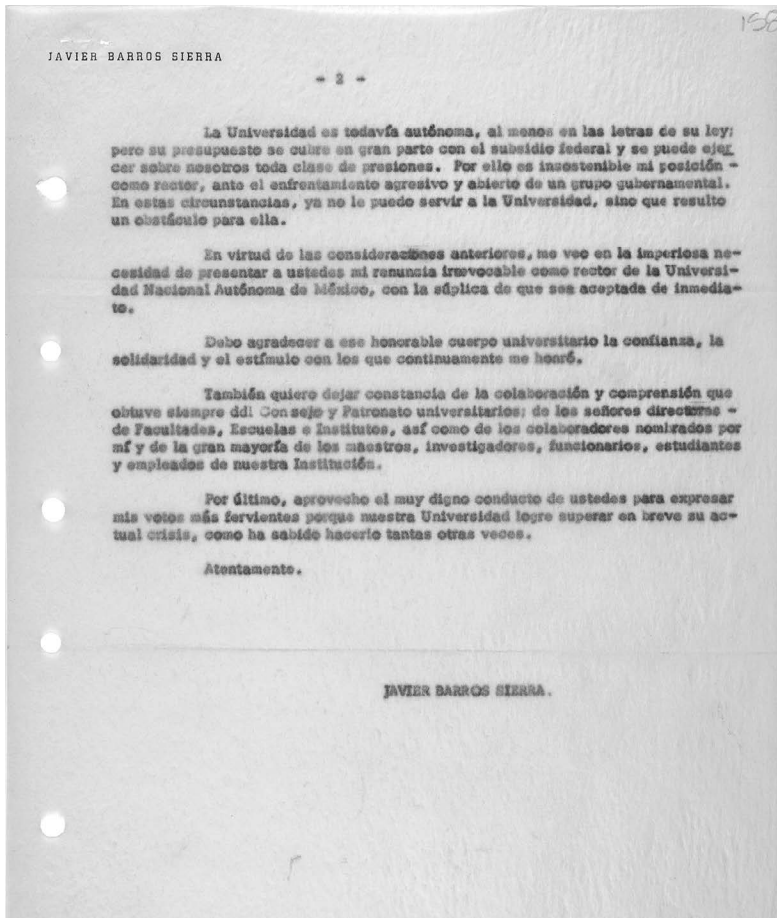 158
JAVIER BARROS SIERRA
- 2 -
La Universidad es todavía autónoma, al menos en las letras de su ley;
pero su presupuesto se cubre en gran parte con el subsidio federal y se puede ejer
cer sobre nosotros toda clase de presiones. Por ello es insostenible mi posición -
como rector, ante el enfrentamiento agresivo y abierto de un grupo gubernamental.
En estas circunstancias, ya no le puedo servir a la Universidad, sino que resulto
un obstáculo para ella.
En virtud de las consideraciones anteriores, me veo en la imperiosa ne-
cesidad de presentar a ustedes mi renuncia irrevocable como rector de la Universi-
dad Nacional Autónoma de México, con la súplica de que sea aceptada de inmedia-
to.
Debo agradecer a ese honorable cuerpo universitario la confianza, la
solidaridad y el estímulo con los que continuamente me honró.
También quiero dejar constancia de la colaboración y comprensión que
obtuve siempre ddl Consejo y Patronato universitarios; de los señores directores -
de Facultades, Escuelas e Institutos, así como de los colaboradores nombrados por
mí y de la gran mayoría de los maestros, investigadores, funcionarios, estudiantes
y empleados de nuestra Institución.
Por último, aprovecho el muy digno conducto de ustedes para expresar
mis votos más fervientes porque nuestra Universidad logre superar en breve su ac-
tual crisis, como ha sabido hacerlo tantas otras veces.
Atentamente.
JAVIER BARROS SIERRA.